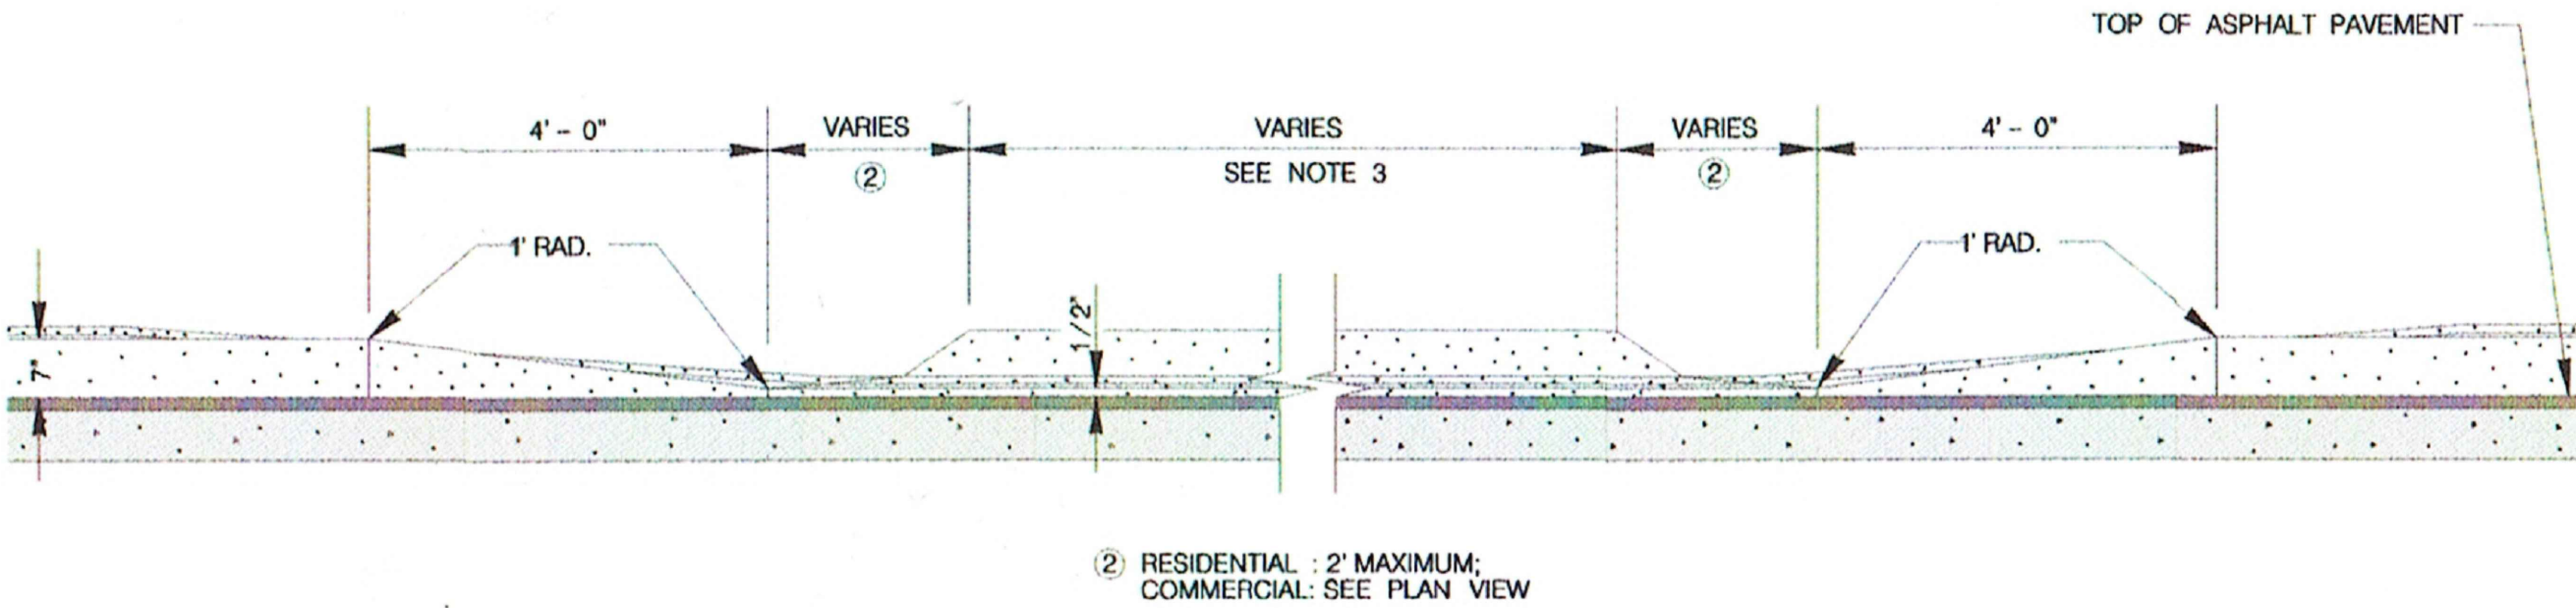 TOP OF ASPHALT PAVEMENT
4' - 0" VARIES VARIES VARIES 4' - 0"
② SEE NOTE 3 ②
1' RAD. 1' RAD.
1/2"
7"
② RESIDENTIAL : 2' MAXIMUM;
COMMERCIAL: SEE PLAN VIEW